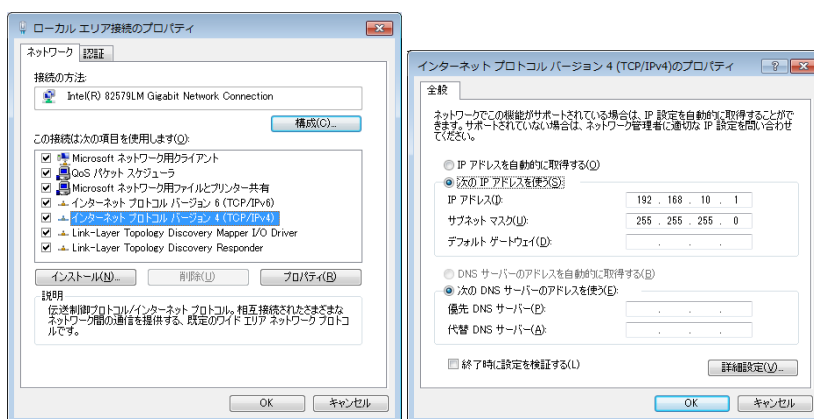 ローカル エリア接続のプロパティ
ネットワーク 認証
接続の方法:
Intel(R) 82579LM Gigabit Network Connection
構成(C)...
この接続は次の項目を使用します(O):
Microsoft ネットワーク用クライアント
QoS パケット スケジューラ
Microsoft ネットワーク用ファイルとプリンター共有
インターネット プロトコル バージョン 6 (TCP/IPv6)
インターネット プロトコル バージョン 4 (TCP/IPv4)
Link-Layer Topology Discovery Mapper I/O Driver
Link-Layer Topology Discovery Responder
インストール(N)... 削除(U) プロパティ(R)
説明
伝送制御プロトコル/インターネット プロトコル。相互接続されたさまざまな
ネットワーク間の通信を提供する、既定のワイド エリア ネットワーク プロトコ
ルです。
OK キャンセル
インターネット プロトコル バージョン 4 (TCP/IPv4)のプロパティ
全般
ネットワークでこの機能がサポートされている場合は、IP 設定を自動的に取得することがで
きます。サポートされていない場合は、ネットワーク管理者に適切な IP 設定を問い合わせ
てください。
IP アドレスを自動的に取得する(O)
次の IP アドレスを使う(S):
IP アドレス(I): 192 . 168 . 10 . 1
サブネット マスク(U): 255 . 255 . 255 . 0
デフォルト ゲートウェイ(D): . . .
DNS サーバーのアドレスを自動的に取得する(B)
次の DNS サーバーのアドレスを使う(E):
優先 DNS サーバー(P): . . .
代替 DNS サーバー(A): . . .
終了時に設定を検証する(L)
詳細設定(V)...
OK キャンセル